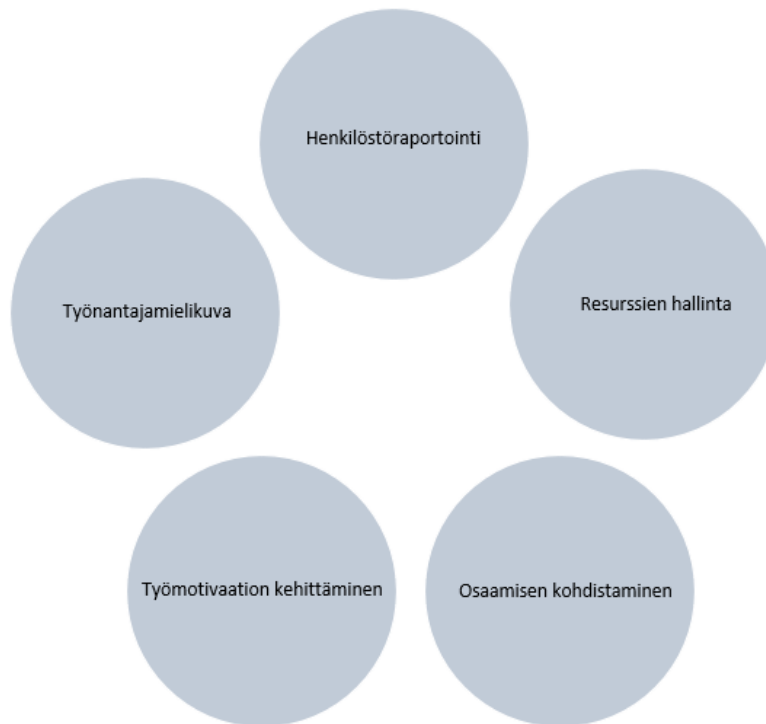 Henkilöstöraportointi
Resurssien hallinta
Työnantajamielikuva
Työmotivaation kehittäminen
Osaamisen kohdistaminen